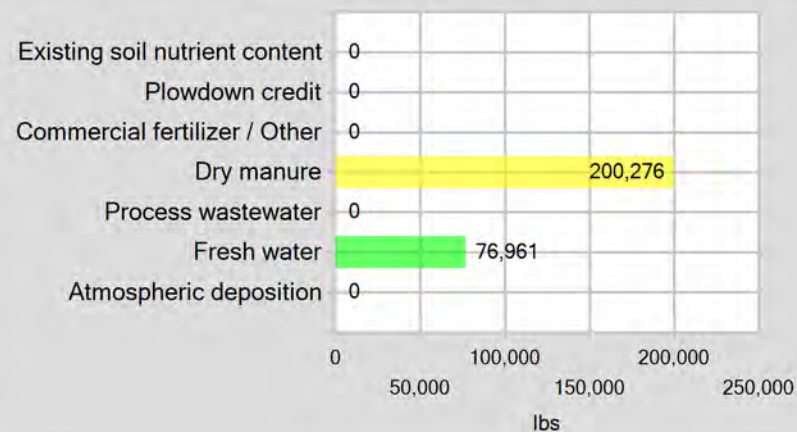 Existing soil nutrient content 0
Plowdown credit 0
Commercial fertilizer / Other 0
Dry manure 200,276
Process wastewater 0
Fresh water 76,961
Atmospheric deposition 0
0 100,000 200,000
50,000 150,000 250,000
lbs